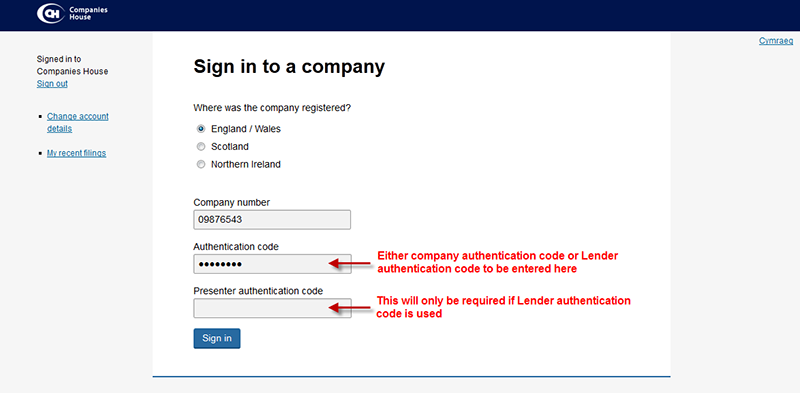 Companies
House
Cymraeg
Signed in to
Companies House
Sign out
Change account
details
My recent filings
Sign in to a company
Where was the company registered?
England / Wales
Scotland
Northern Ireland
Company number
09876543
Authentication code
●●●●●●●●
Either company authentication code or Lender
authentication code to be entered here
Presenter authentication code
This will only be required if Lender authentication
code is used
Sign in